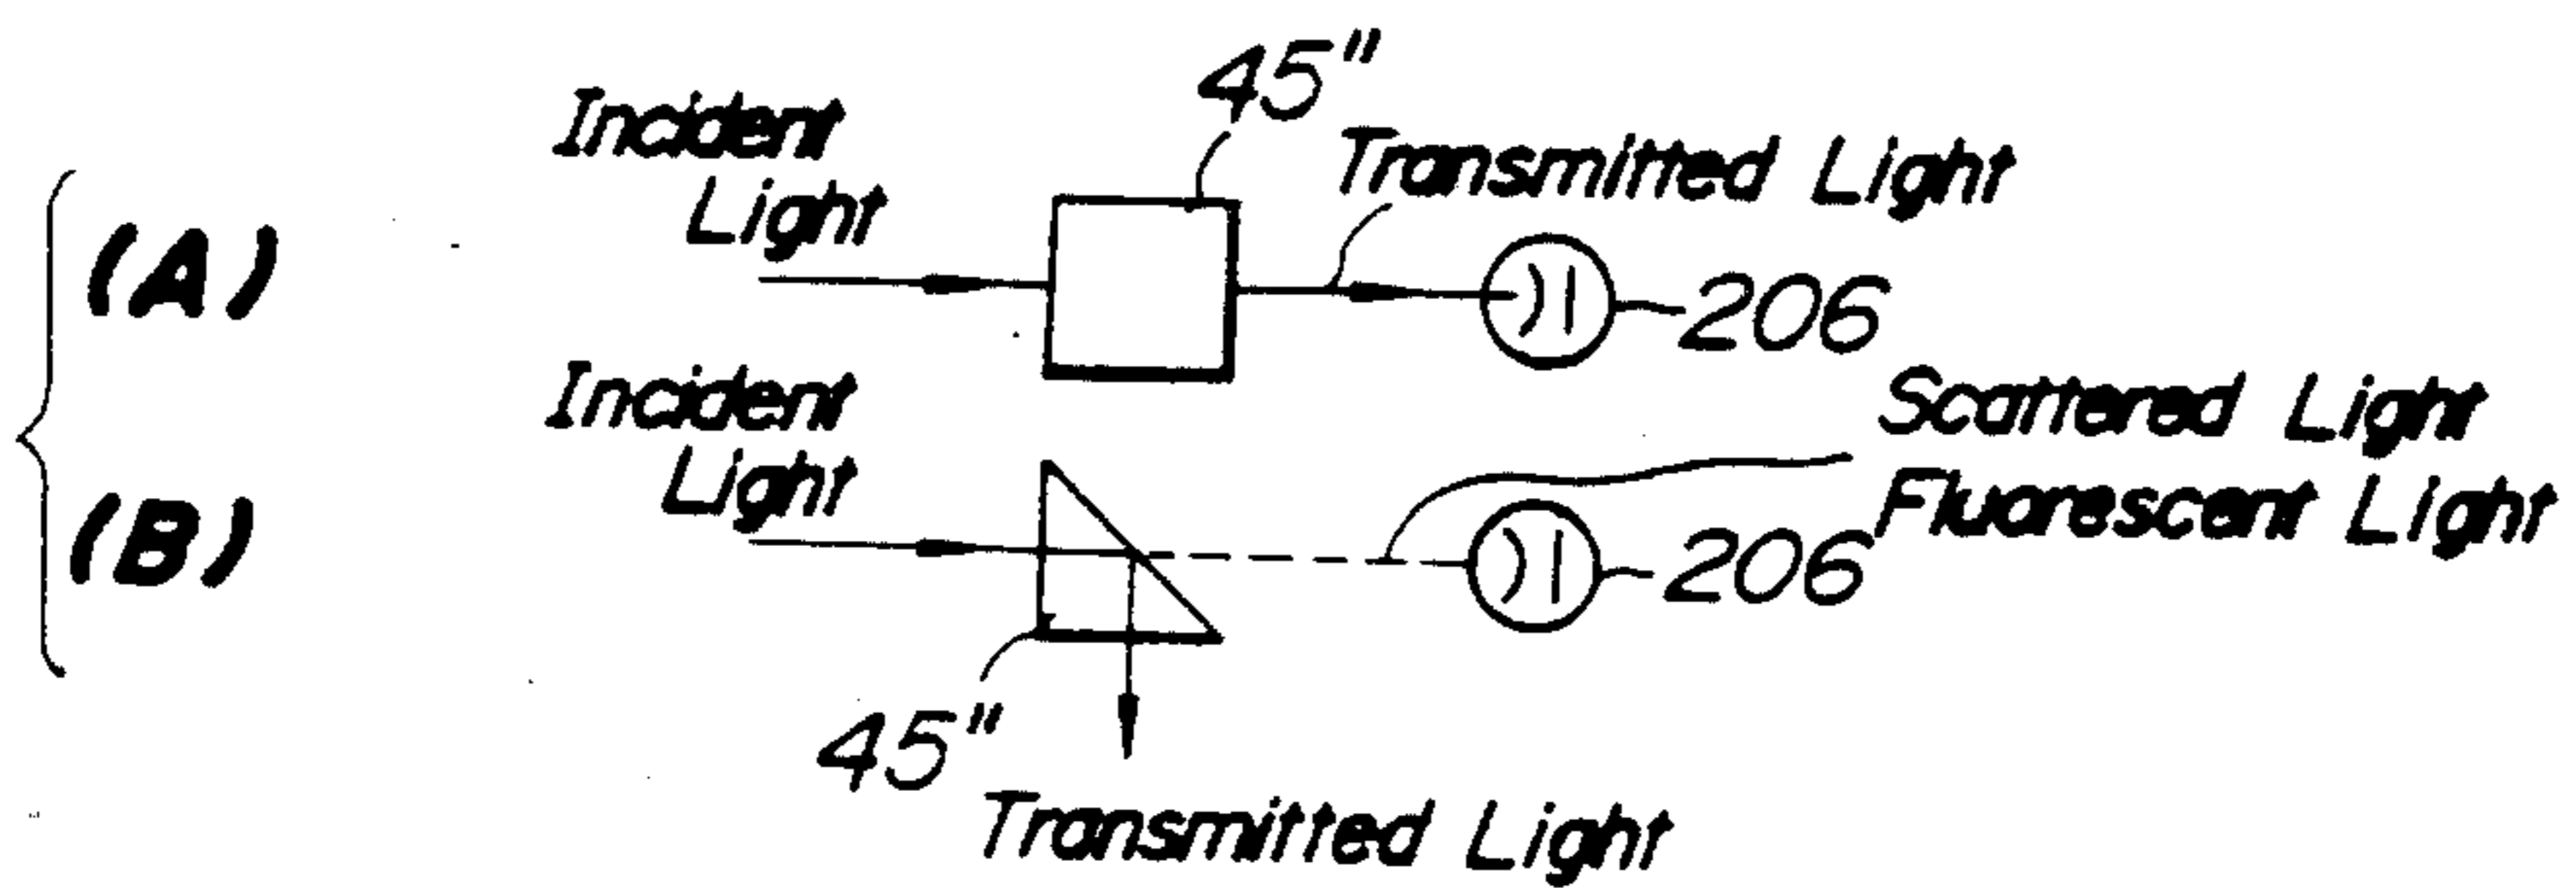 (A)
Incident
Light
45"
Transmitted Light
206
(B)
Incident
Light
Scattered Light
Fluorescent Light
206
45"
Transmitted Light